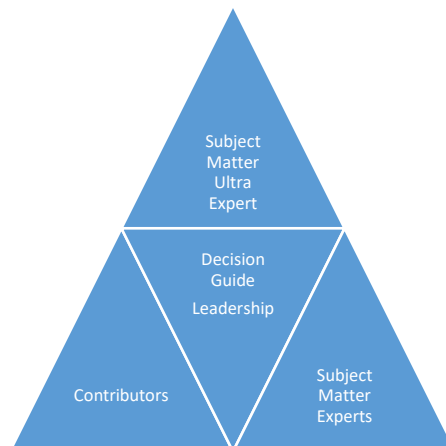 Subject
Matter
Ultra
Expert
Decision
Guide
Leadership
Contributors
Subject
Matter
Experts